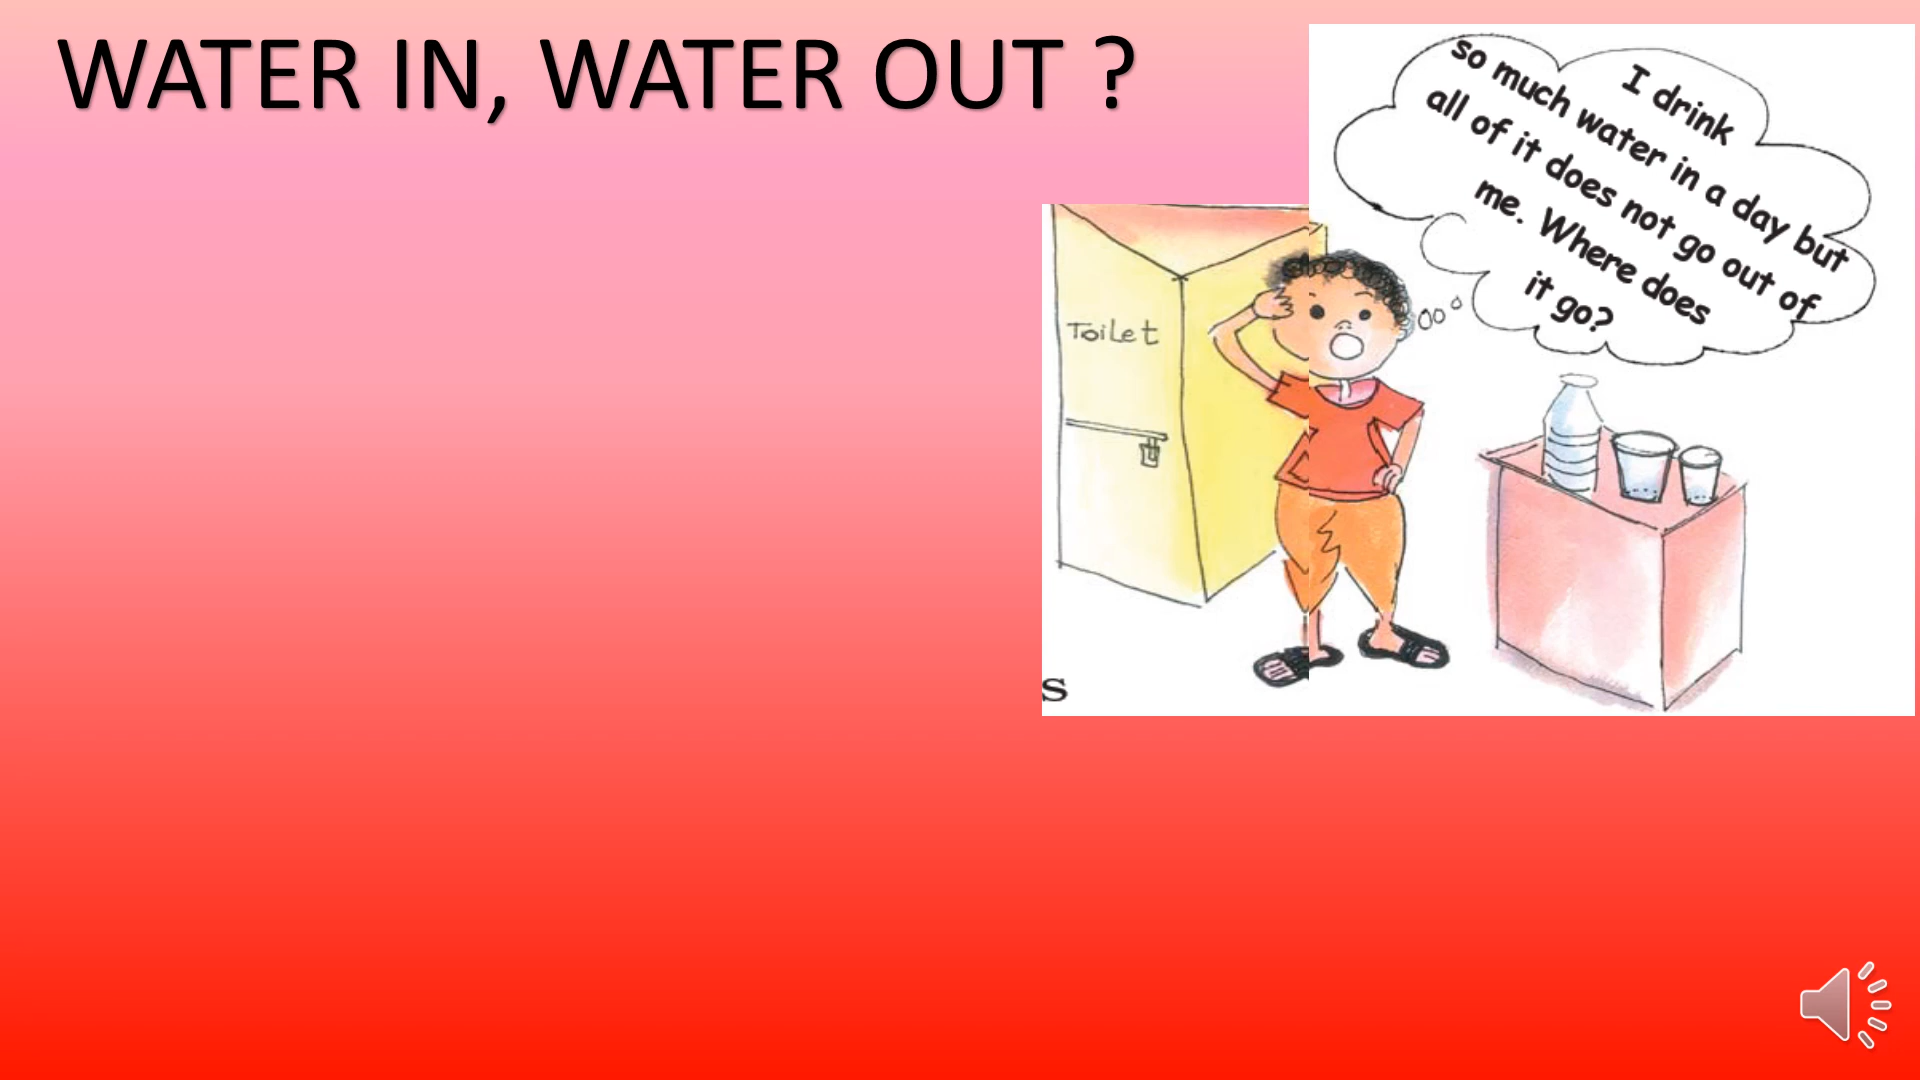 WATER IN, WATER OUT ?
I drink
so much water in a day but
all of it does not go out of
me. Where does
it go?
Toilet
s